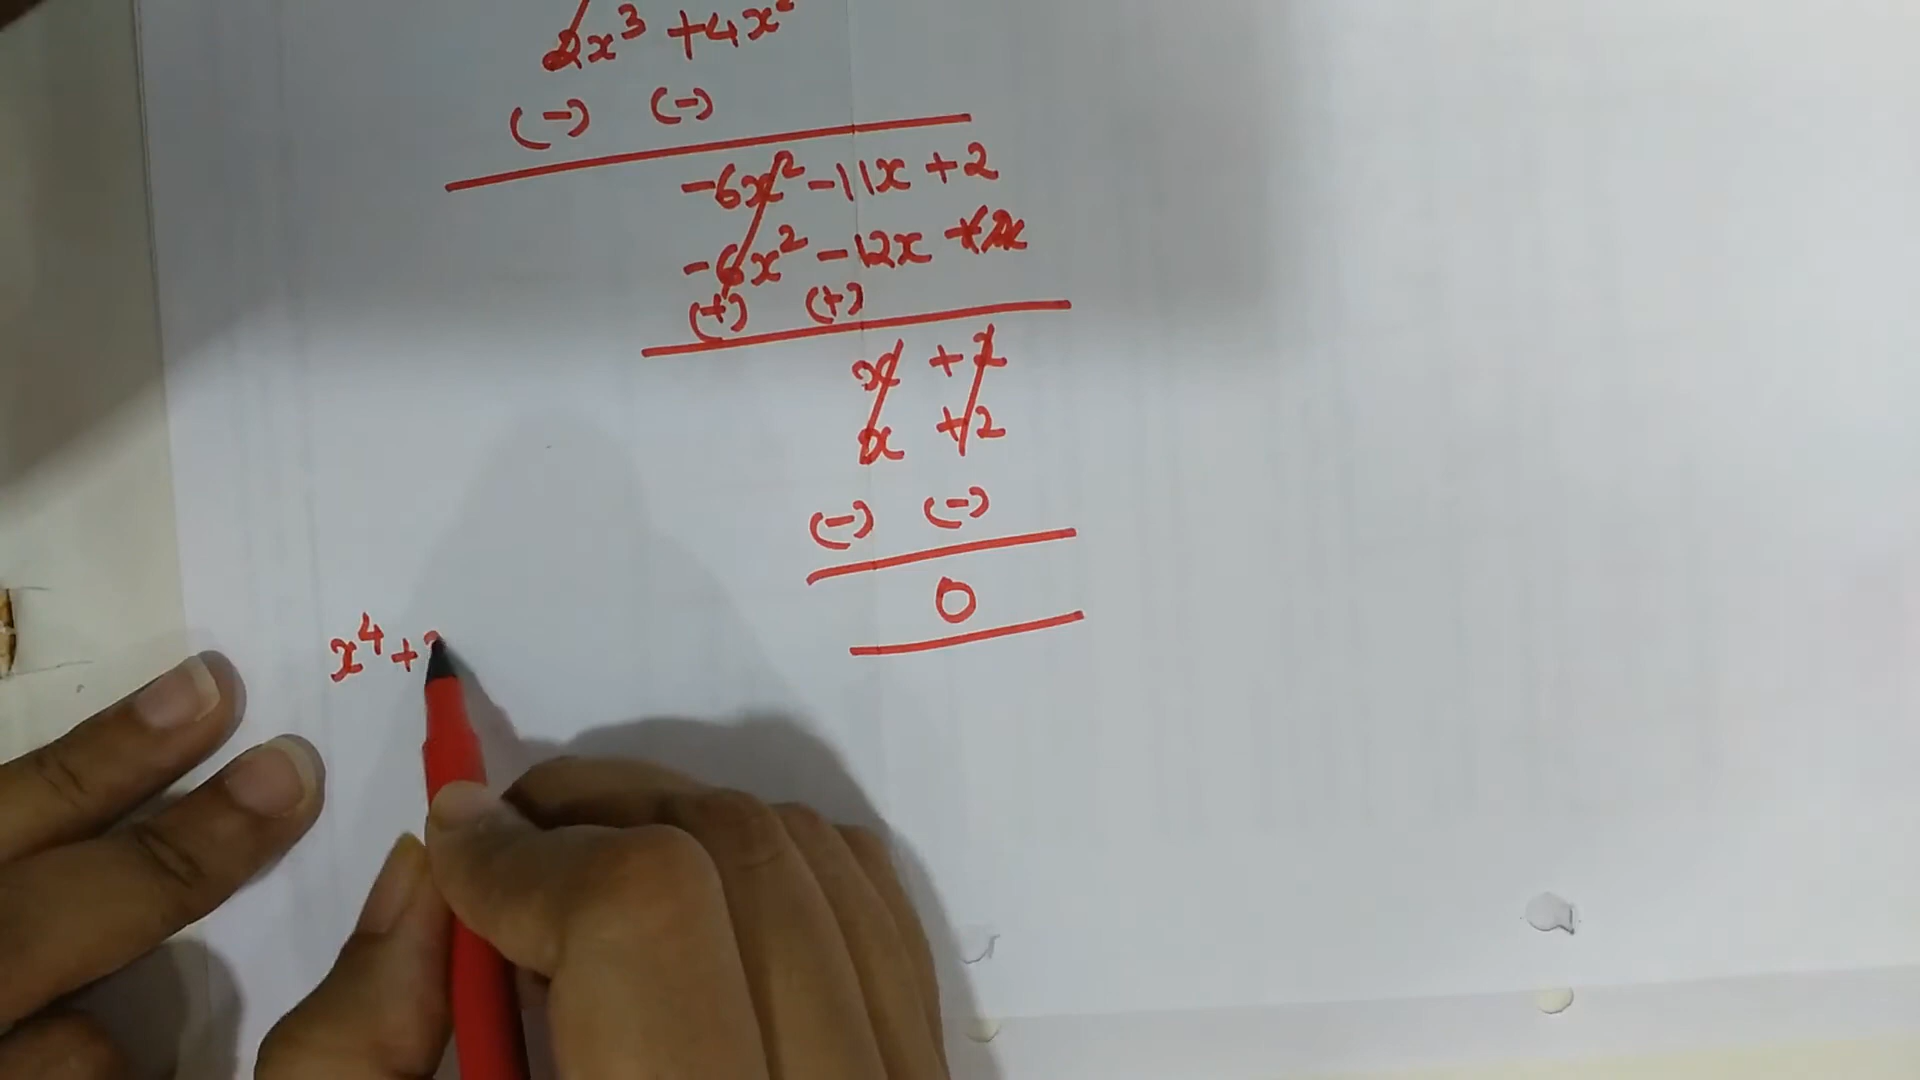 2x³ +4x²
(-) (-)
-6x² -11x +2
-6x² -12x
(+) (+)
x +2
x +2
(-) (-)
0
x⁴ +